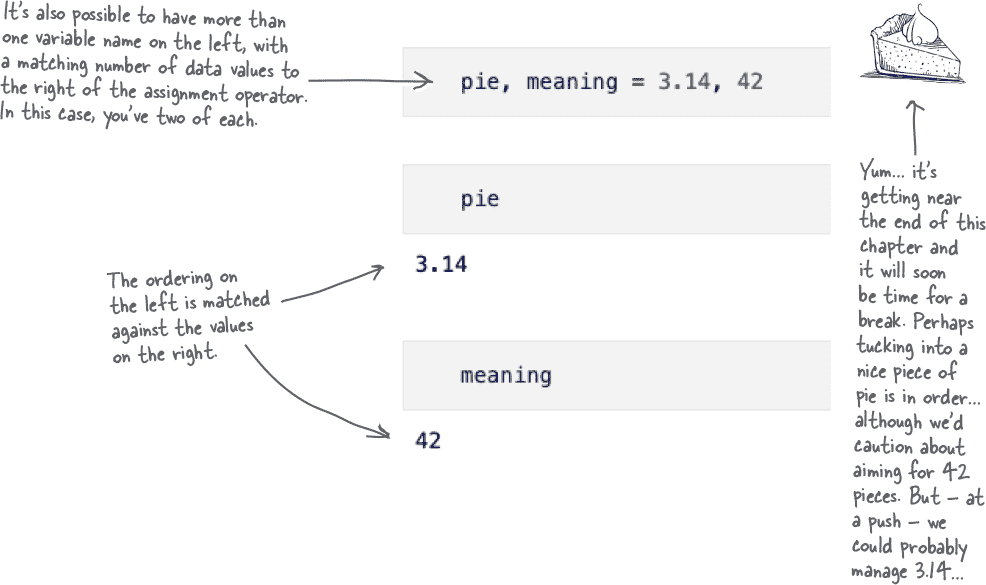 It's also possible to have more than
one variable name on the left, with
a matching number of data values to
the right of the assignment operator.
In this case, you've two of each.
pie, meaning = 3.14, 42
pie
3.14
The ordering on
the left is matched
against the values
on the right.
meaning
42
Yum... it's
getting near
the end of this
chapter and
it will soon
be time for a
break. Perhaps
tucking into a
nice piece of
pie is in order...
although we'd
caution about
aiming for 42
pieces. But – at
a push – we
could probably
manage 3.14...